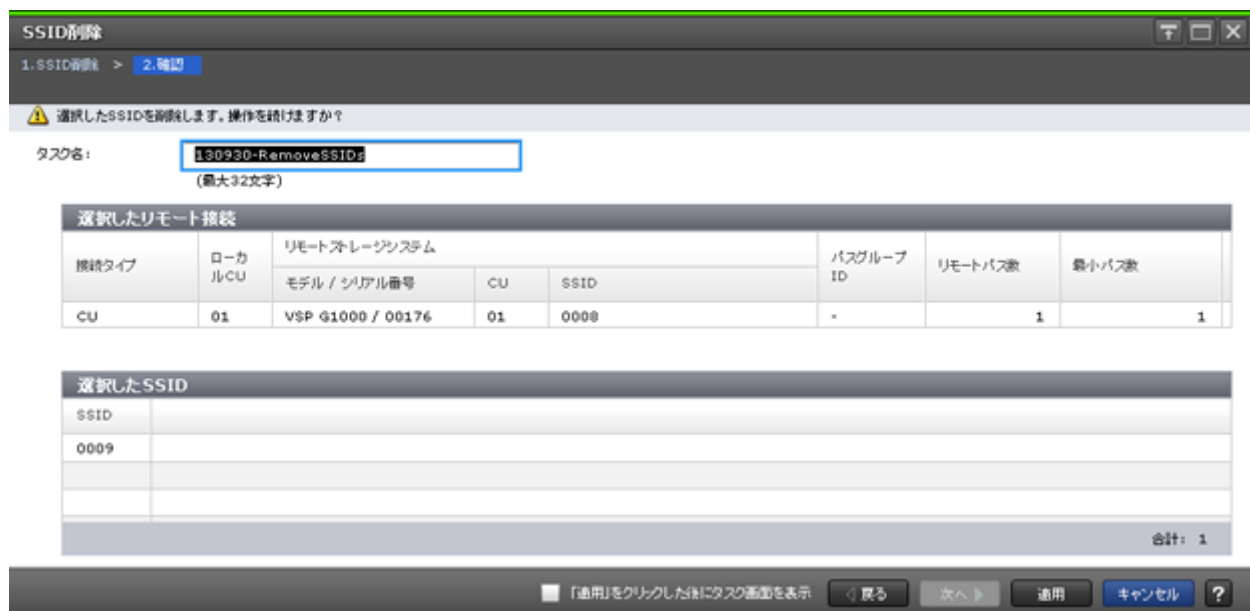 SSID削除
1.SSID削除 > 2.確認
選択したSSIDを削除します。操作を続けますか?
タスク名: 130930-RemoveSSIDs
(最大32文字)
選択したリモート接続
接続タイプ ローカルCU リモートストレージシステム パスグループID リモートパス数 最小パス数
モデル / シリアル番号 CU SSID
CU 01 VSP G1000 / 00176 01 0008 - 1 1
選択したSSID
SSID
0009
合計: 1
「適用」をクリックした後にタスク画面を表示 戻る 次へ 適用 キャンセル ?